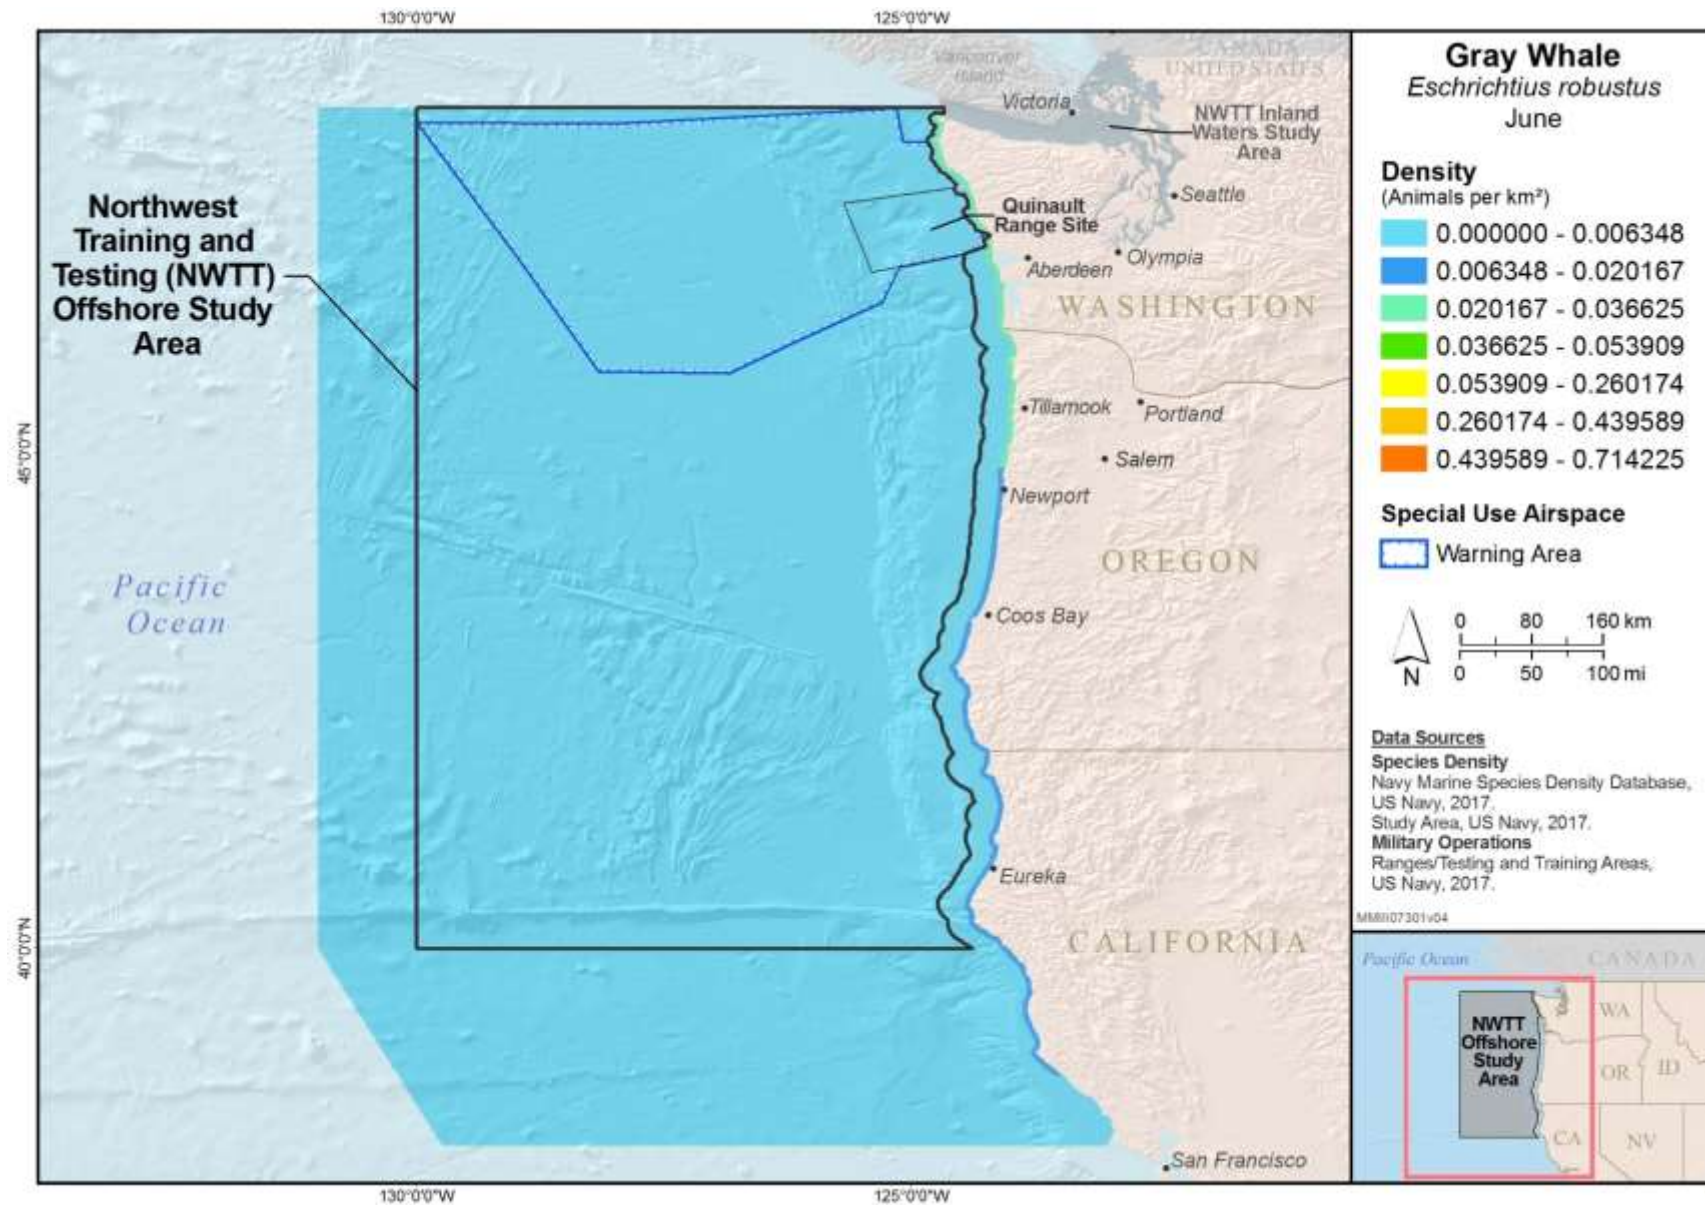 130°0'0"W
125°0'0"W
Vancouver
Island
CANADA
UNITED STATES
Victoria
NWTT Inland
Waters Study
Area
Seattle
Northwest
Training and
Testing (NWTT)
Offshore Study
Area
Quinault
Range Site
Aberdeen
Olympia
WASHINGTON
Tillamook
Portland
Salem
45°0'0"N
Newport
OREGON
Pacific
Ocean
Coos Bay
Eureka
CALIFORNIA
40°0'0"N
San Francisco
130°0'0"W
125°0'0"W
Gray Whale
Eschrichtius robustus
June
Density
(Animals per km²)
0.000000 - 0.006348
0.006348 - 0.020167
0.020167 - 0.036625
0.036625 - 0.053909
0.053909 - 0.260174
0.260174 - 0.439589
0.439589 - 0.714225
Special Use Airspace
Warning Area
0 80 160 km
0 50 100 mi
N
Data Sources
Species Density
Navy Marine Species Density Database,
US Navy, 2017.
Study Area, US Navy, 2017.
Military Operations
Ranges/Testing and Training Areas,
US Navy, 2017.
Pacific Ocean
CANADA
NWTT
Offshore
Study
Area
WA
OR
ID
CA
NV